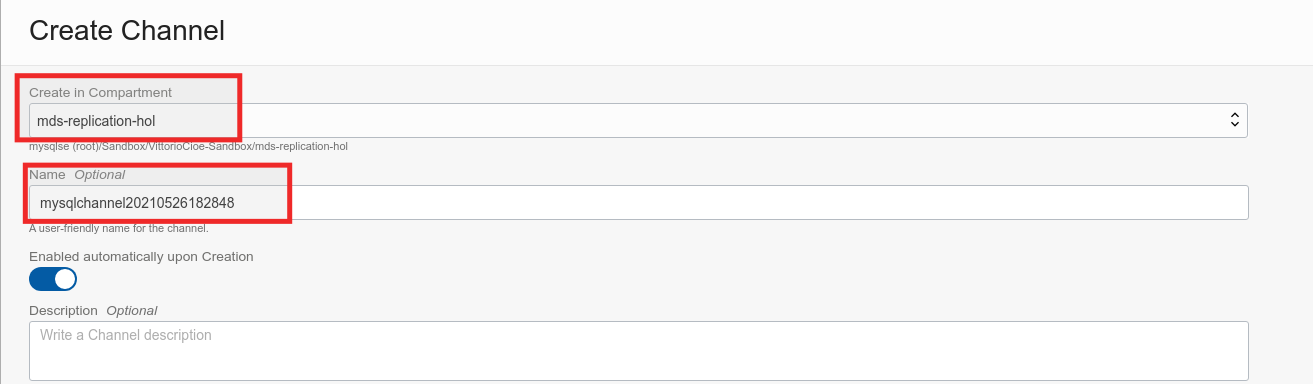 Create Channel
Create in Compartment
mds-replication-hol
mysqlse (root)/Sandbox/VittorioCioe-Sandbox/mds-replication-hol
Name Optional
mysqlchannel20210526182848
A user-friendly name for the channel.
Enabled automatically upon Creation
Description Optional
Write a Channel description